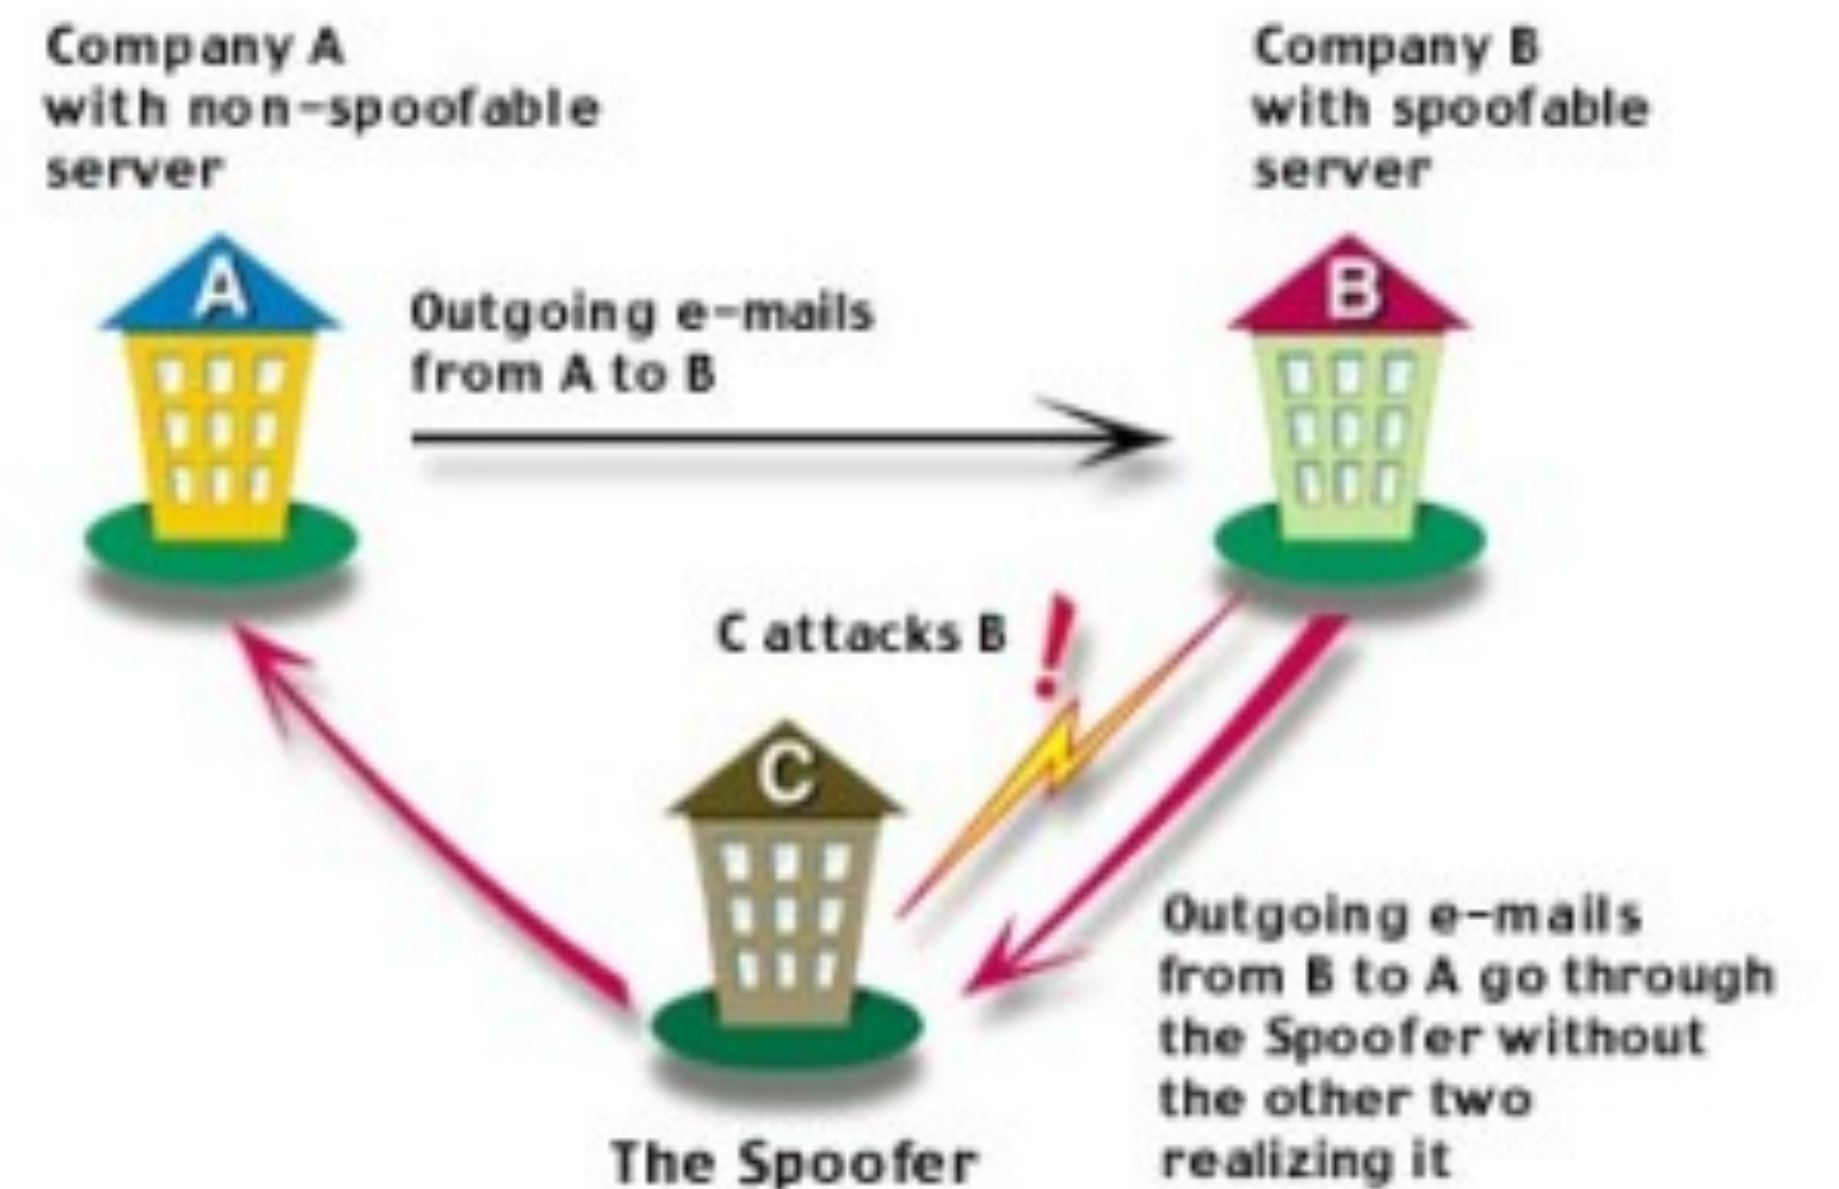 Company A
with non-spoofable
server
Company B
with spoofable
server
A
B
Outgoing e-mails
from A to B
C attacks B !
C
Outgoing e-mails
from B to A go through
the Spoofer without
the other two
realizing it
The Spoofer